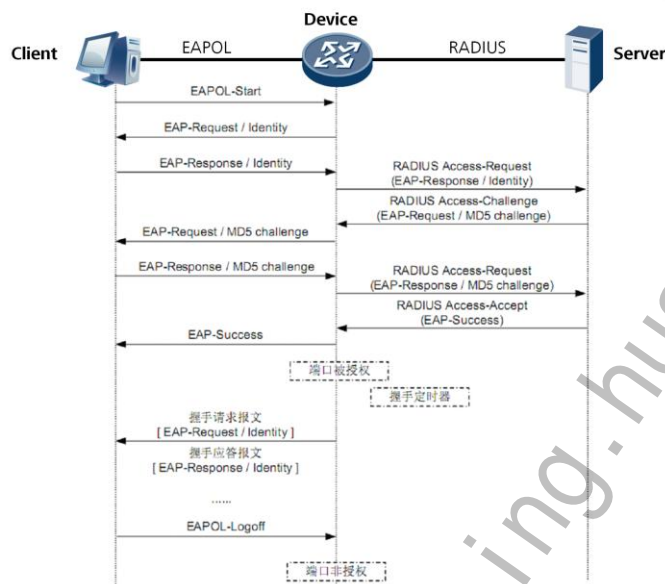 Device
Client
EAPOL
RADIUS
Server
EAPOL-Start
EAP-Request / Identity
EAP-Response / Identity
RADIUS Access-Request
(EAP-Response / Identity)
RADIUS Access-Challenge
(EAP-Request / MD5 challenge)
EAP-Request / MD5 challenge
EAP-Response / MD5 challenge
RADIUS Access-Request
(EAP-Response / MD5 challenge)
RADIUS Access-Accept
(EAP-Success)
EAP-Success
端口被授权
握手定时器
握手请求报文
[ EAP-Request / Identity ]
握手应答报文
[ EAP-Response / Identity ]
......
EAPOL-Logoff
端口非授权
ing.hu